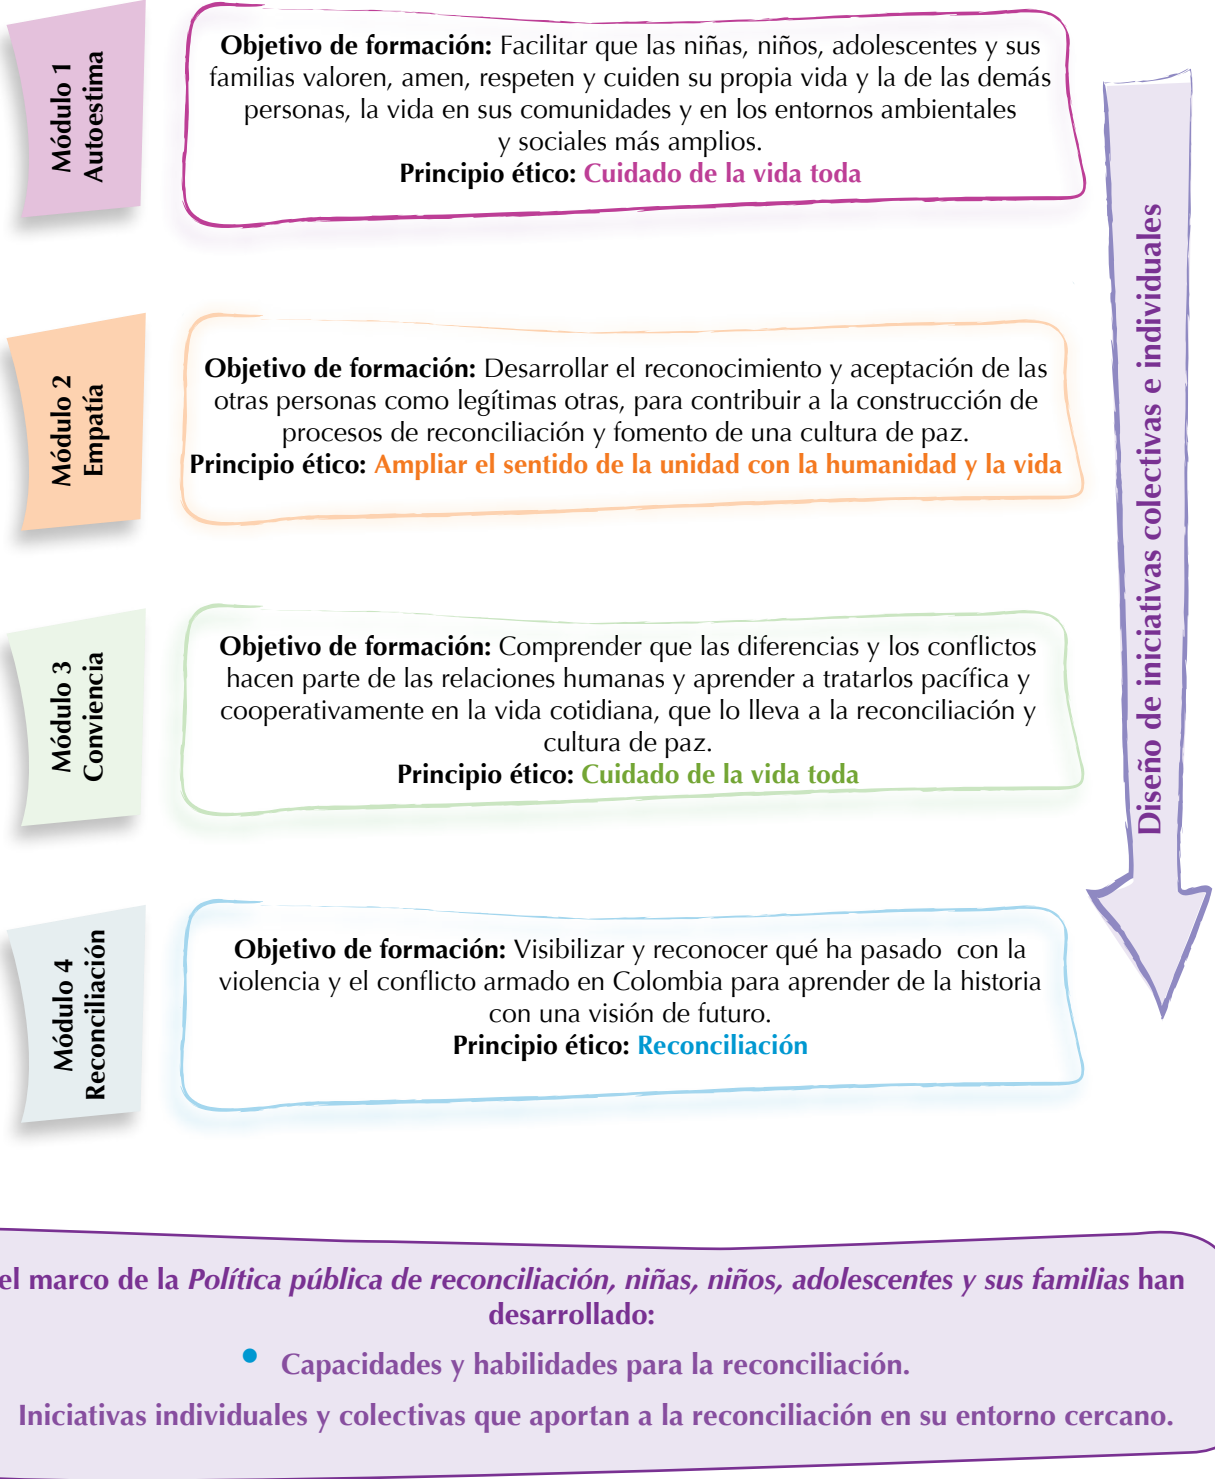 Módulo 1
Autoestima
Objetivo de formación: Facilitar que las niñas, niños, adolescentes y sus
familias valoren, amen, respeten y cuiden su propia vida y la de las demás
personas, la vida en sus comunidades y en los entornos ambientales
y sociales más amplios.
Principio ético: Cuidado de la vida toda
Módulo 2
Empatía
Objetivo de formación: Desarrollar el reconocimiento y aceptación de las
otras personas como legítimas otras, para contribuir a la construcción de
procesos de reconciliación y fomento de una cultura de paz.
Principio ético: Ampliar el sentido de la unidad con la humanidad y la vida
Módulo 3
Conviencia
Objetivo de formación: Comprender que las diferencias y los conflictos
hacen parte de las relaciones humanas y aprender a tratarlos pacífica y
cooperativamente en la vida cotidiana, que lo lleva a la reconciliación y
cultura de paz.
Principio ético: Cuidado de la vida toda
Módulo 4
Reconciliación
Objetivo de formación: Visibilizar y reconocer qué ha pasado  con la
violencia y el conflicto armado en Colombia para aprender de la historia
con una visión de futuro.
Principio ético: Reconciliación
Diseño de iniciativas colectivas e individuales
el marco de la Política pública de reconciliación, niñas, niños, adolescentes y sus familias han
desarrollado:
• Capacidades y habilidades para la reconciliación.
Iniciativas individuales y colectivas que aportan a la reconciliación en su entorno cercano.